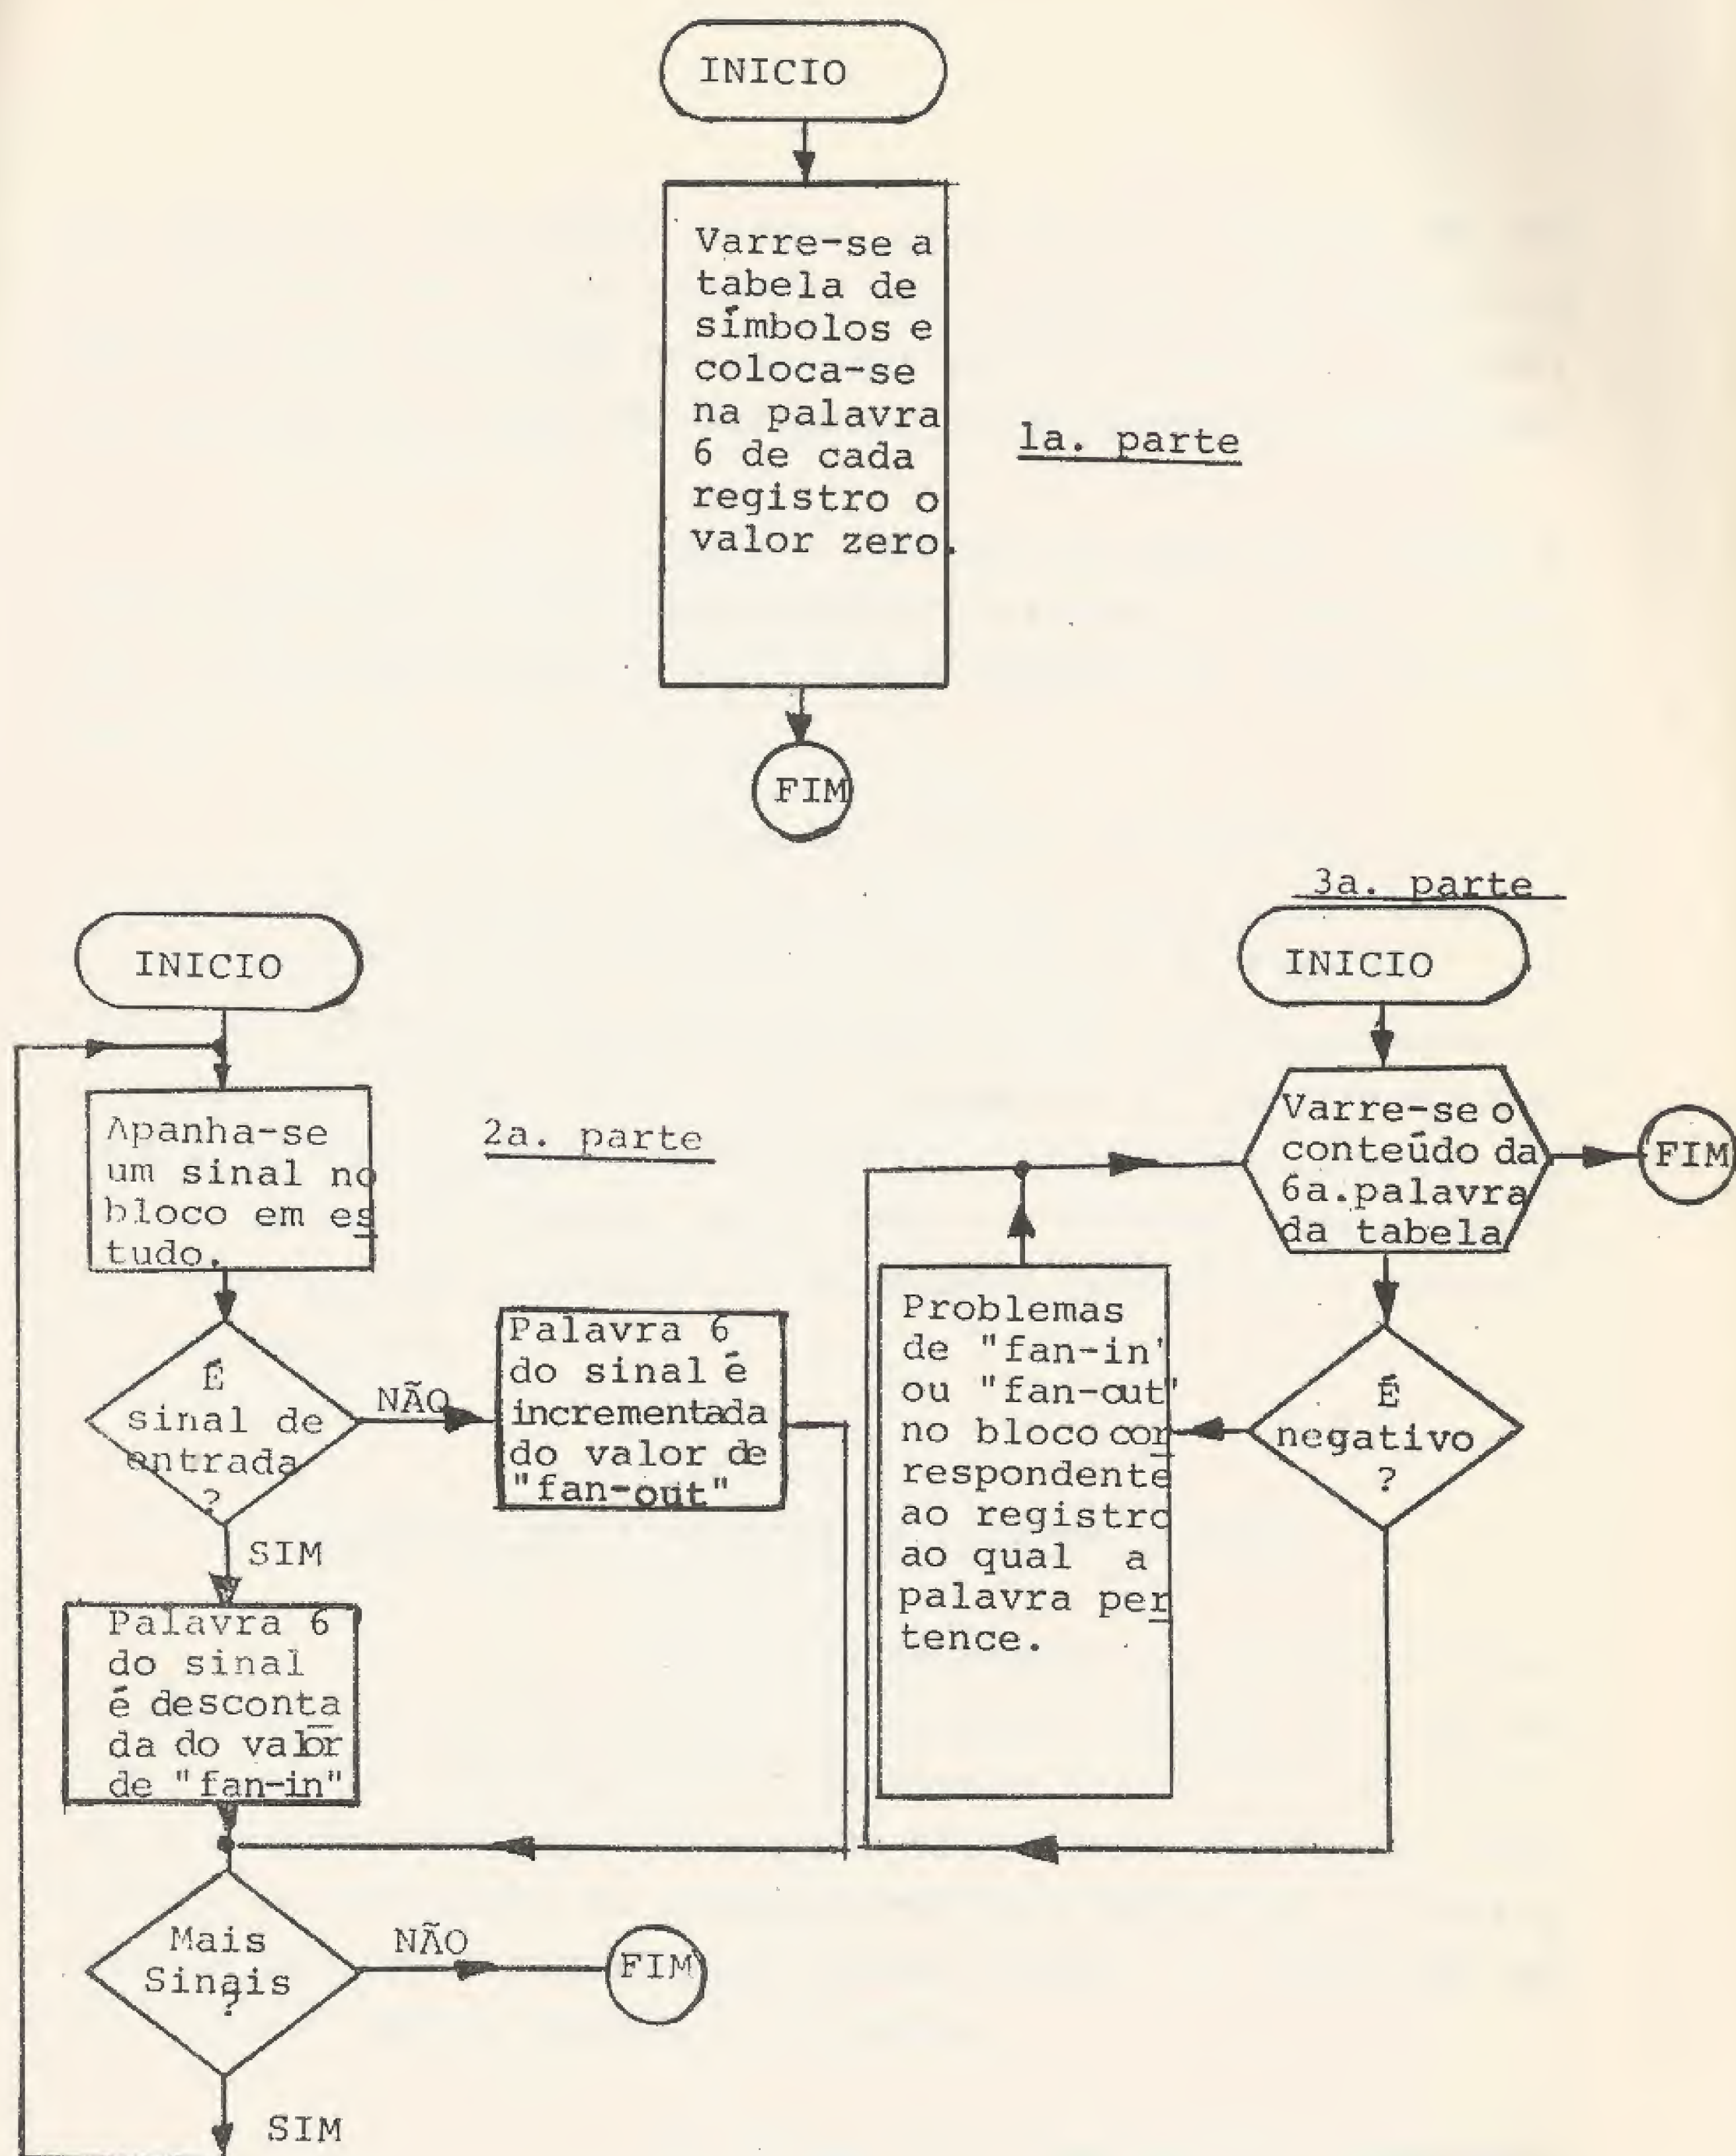 INICIO
Varre-se a
tabela de
símbolos e
coloca-se
na palavra
6 de cada
registro o
valor zero.
1a. parte
FIM
3a. parte
INICIO
Apanha-se
um sinal no
bloco em es
tudo.
2a. parte
É
sinal de
entrada
?
NÃO
Palavra 6
do sinal é
incrementada
do valor de
"fan-out"
SIM
Palavra 6
do sinal
é desconta
da do valor
de "fan-in"
Mais
Sinais
?
NÃO
FIM
SIM
INICIO
Varre-se o
conteúdo da
6a.palavra
da tabela
FIM
É
negativo
?
Problemas
de "fan-in'
ou "fan-out"
no bloco cor
respondente
ao registro
ao qual a
palavra per
tence.